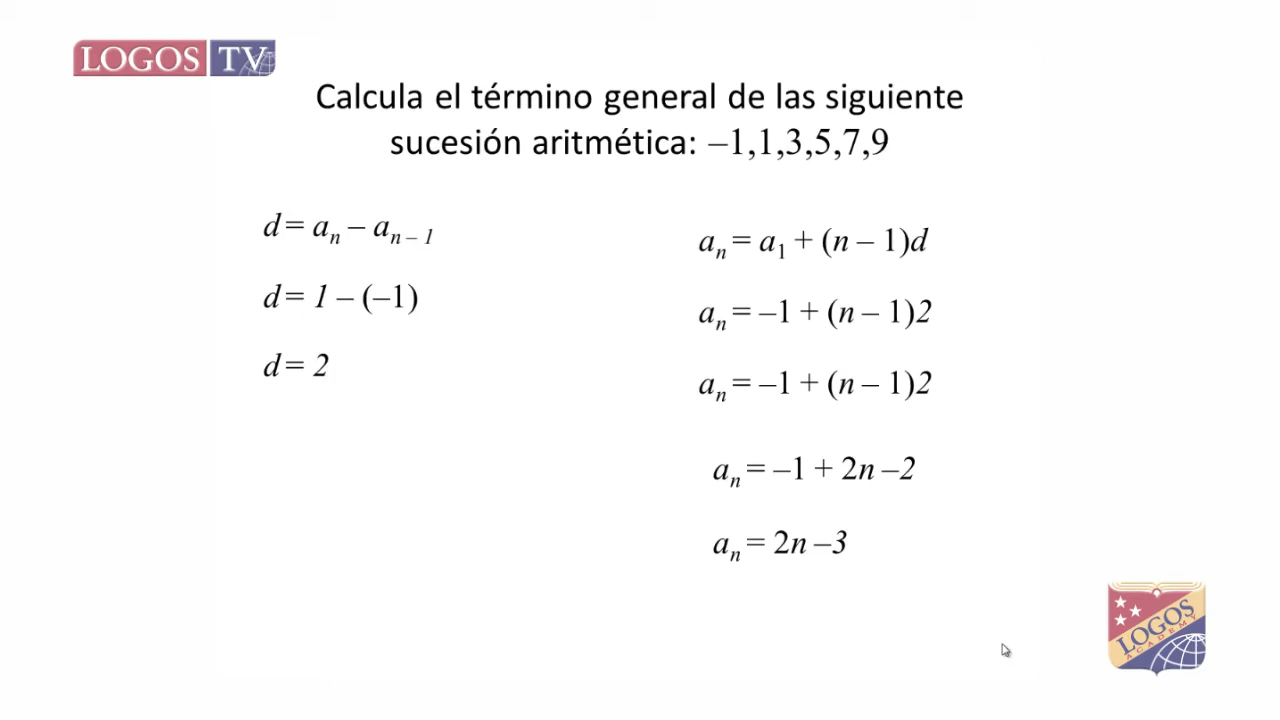 LOGOS TV
Calcula el término general de las siguiente
sucesión aritmética: –1,1,3,5,7,9
d = aₙ – aₙ₋₁
d = 1 – (–1)
d = 2
aₙ = a₁ + (n – 1)d
aₙ = –1 + (n – 1)2
aₙ = –1 + (n – 1)2
aₙ = –1 + 2n –2
aₙ = 2n –3
LOGOS
ACADEMY